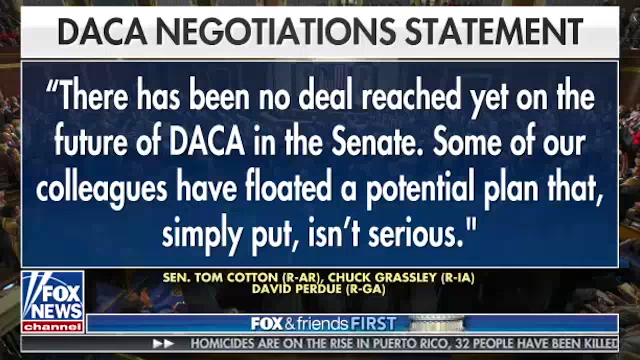 DACA NEGOTIATIONS STATEMENT
“There has been no deal reached yet on the
future of DACA in the Senate. Some of our
colleagues have floated a potential plan that,
simply put, isn’t serious."
SEN. TOM COTTON (R-AR), CHUCK GRASSLEY (R-IA)
DAVID PERDUE (R-GA)
FOX
NEWS
channel
FOX&friendsFIRST
HOMICIDES ARE ON THE RISE IN PUERTO RICO, 32 PEOPLE HAVE BEEN KILLED